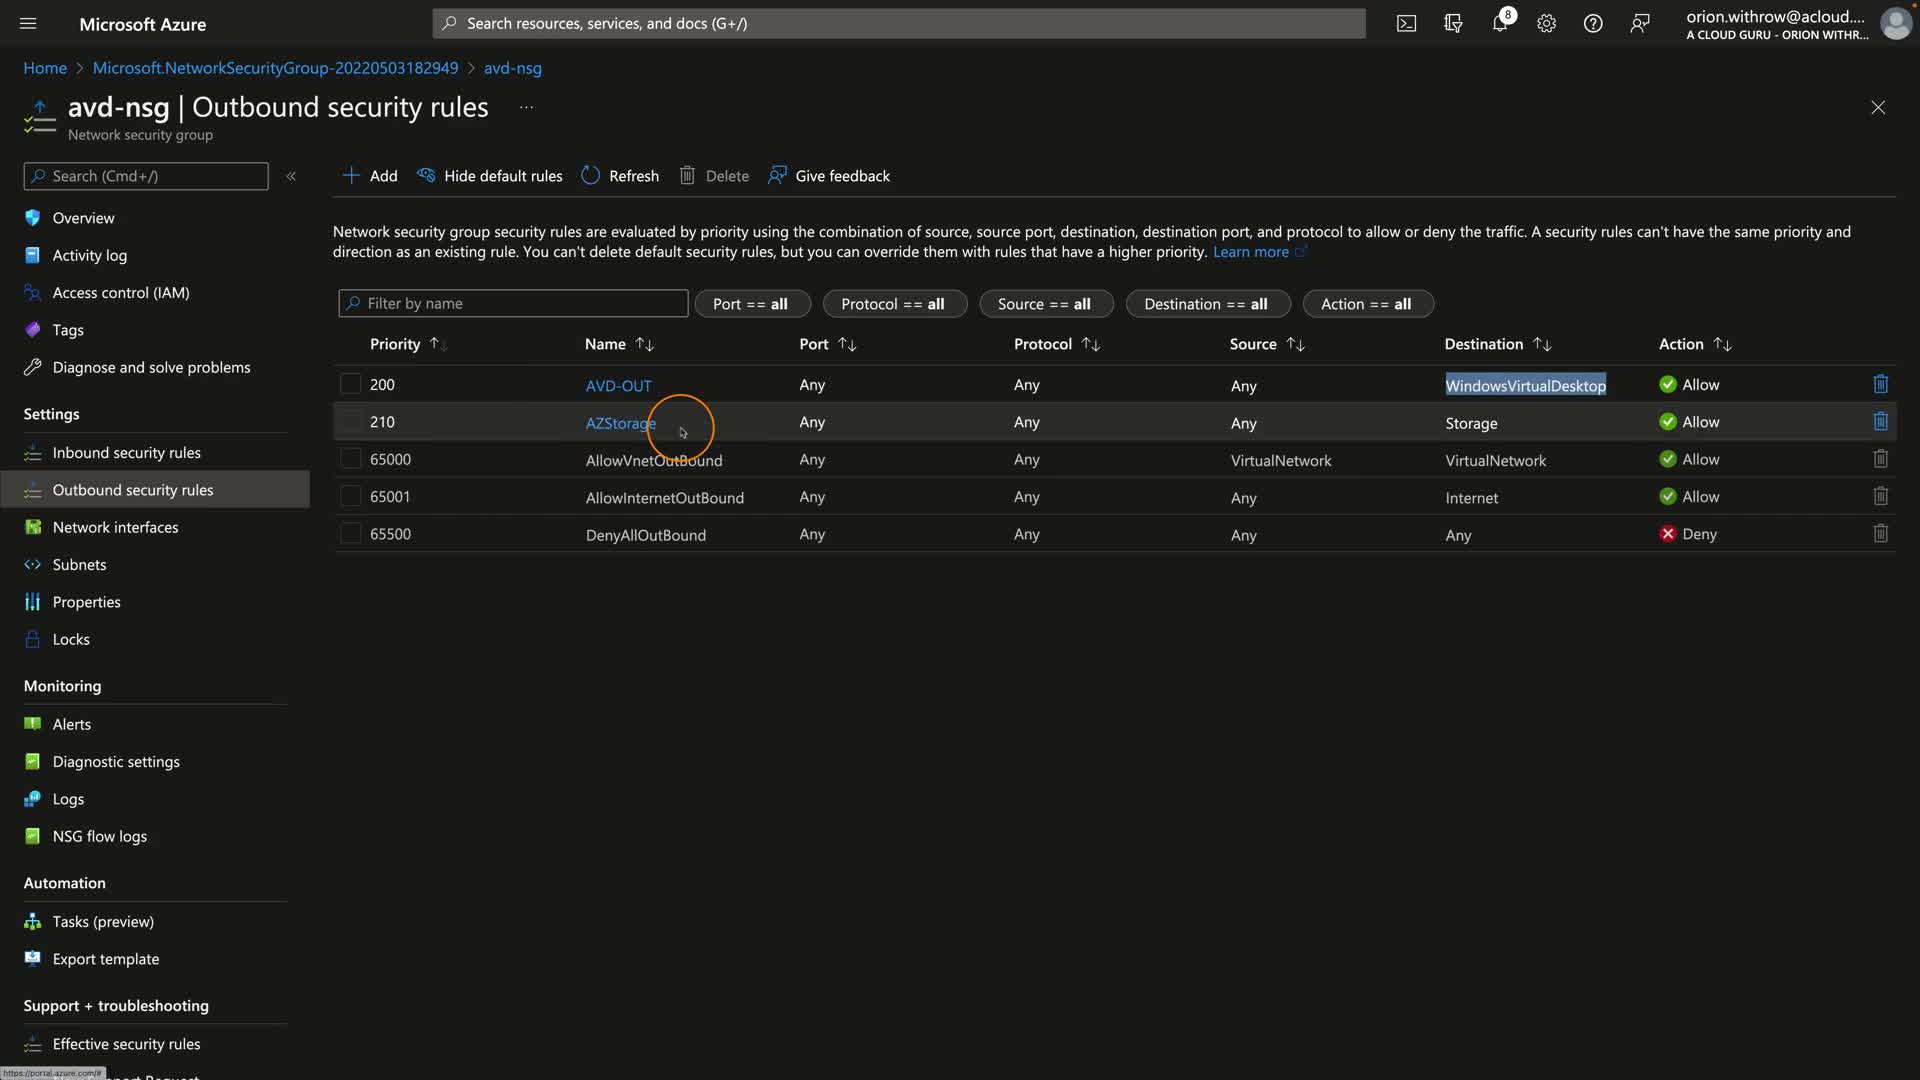 Microsoft Azure
Search resources, services, and docs (G+/)
8
orion.withrow@acloud....
A CLOUD GURU - ORION WITHR...
Home > Microsoft.NetworkSecurityGroup-20220503182949 > avd-nsg
avd-nsg | Outbound security rules ...
Network security group
Search (Cmd+/) «
Add Hide default rules Refresh Delete Give feedback
Overview
Activity log
Access control (IAM)
Tags
Diagnose and solve problems
Settings
Inbound security rules
Outbound security rules
Network interfaces
Subnets
Properties
Locks
Monitoring
Alerts
Diagnostic settings
Logs
NSG flow logs
Automation
Tasks (preview)
Export template
Support + troubleshooting
Effective security rules
https://portal.azure.com/#
Network security group security rules are evaluated by priority using the combination of source, source port, destination, destination port, and protocol to allow or deny the traffic. A security rules can't have the same priority and
direction as an existing rule. You can't delete default security rules, but you can override them with rules that have a higher priority. Learn more
Filter by name Port == all Protocol == all Source == all Destination == all Action == all
Priority ↑↓ Name ↑↓ Port ↑↓ Protocol ↑↓ Source ↑↓ Destination ↑↓ Action ↑↓
200 AVD-OUT Any Any Any WindowsVirtualDesktop Allow
210 AZStorage Any Any Any Storage Allow
65000 AllowVnetOutBound Any Any VirtualNetwork VirtualNetwork Allow
65001 AllowInternetOutBound Any Any Any Internet Allow
65500 DenyAllOutBound Any Any Any Any Deny